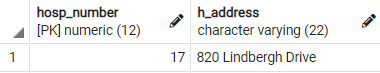 hosp_number h_address
[PK] numeric (12) character varying (22)
1 17 820 Lindbergh Drive